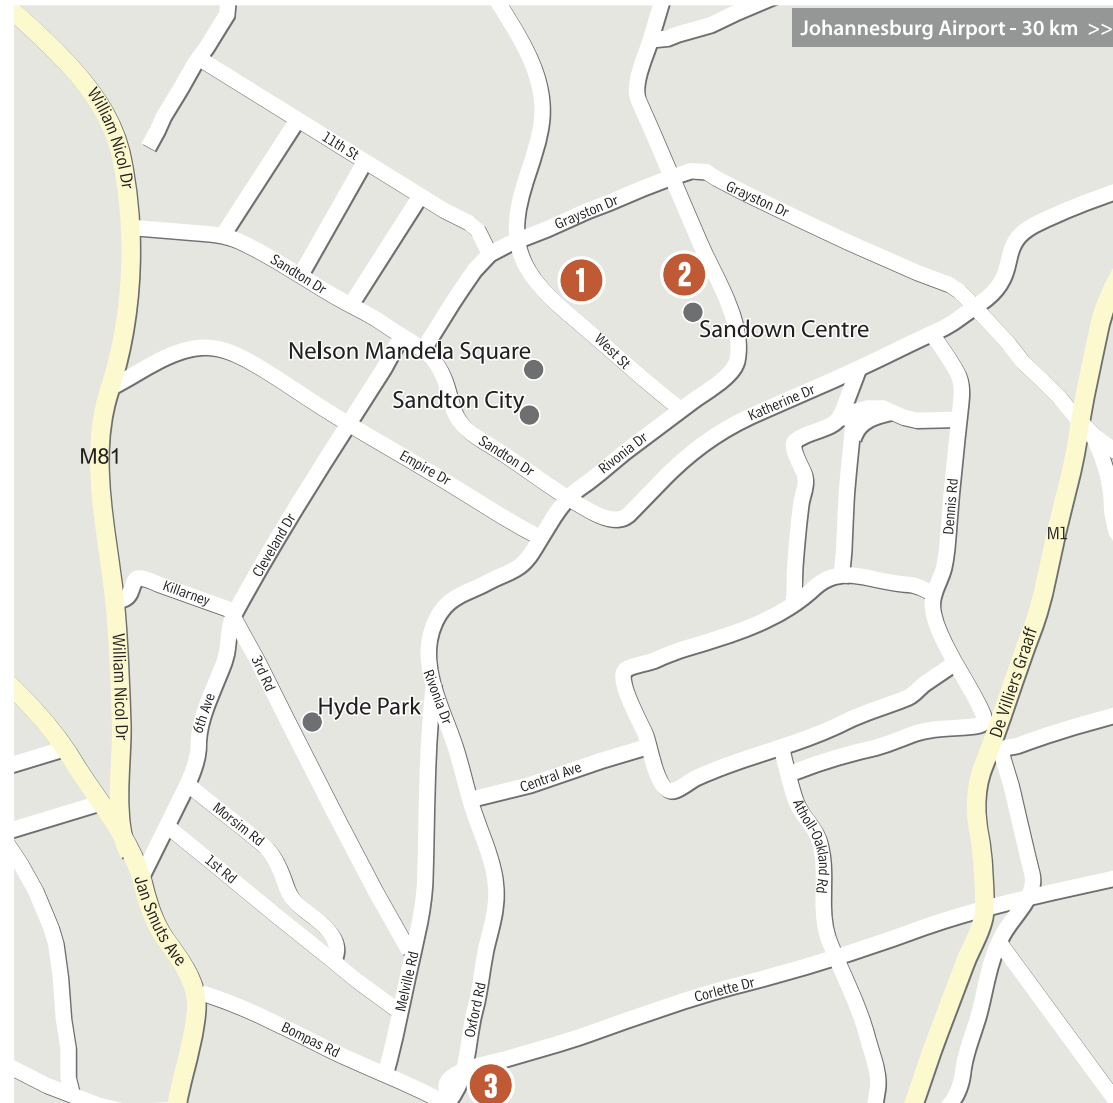 Johannesburg Airport - 30 km >>
William Nicol Dr
11th St
Grayston Dr
Grayston Dr
Sandton Dr
1
2
Sandown Centre
Nelson Mandela Square
West St
Sandton City
Katherine Dr
M81
Sandton Dr
Rivonia Dr
Empire Dr
Dennis Rd
Cleveland Dr
M1
Killarney
William Nicol Dr
3rd Rd
6th Ave
Hyde Park
Rivonia Dr
De Villiers Graaff
Central Ave
Morsim Rd
1st Rd
Atholl-Oakland Rd
Jan Smuts Ave
Melville Rd
Oxford Rd
Corlette Dr
Bompas Rd
3